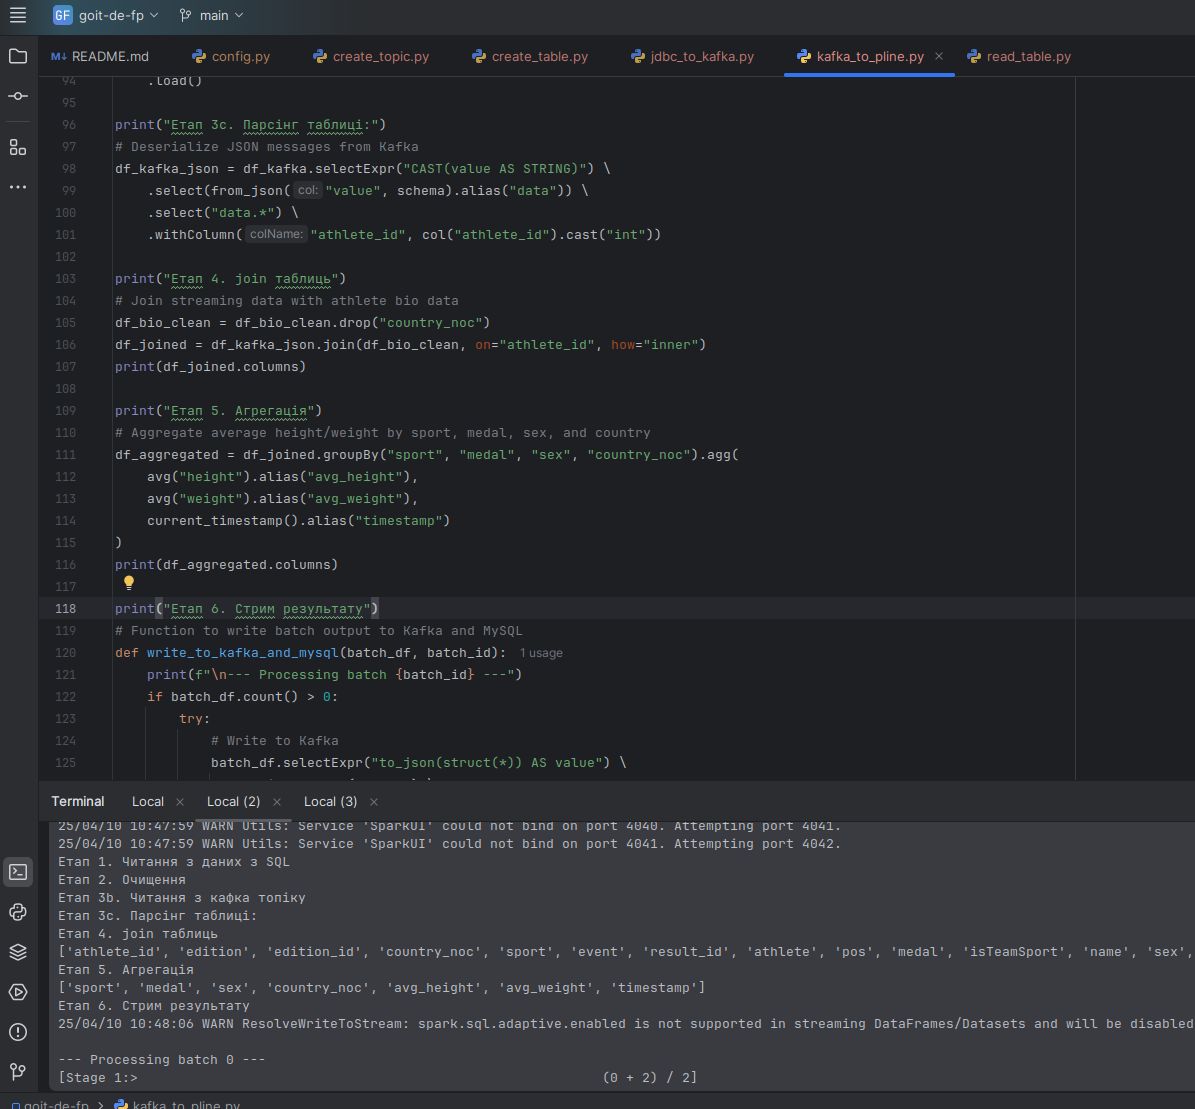 GF goit-de-fp main
README.md config.py create_topic.py create_table.py jdbc_to_kafka.py kafka_to_pline.py read_table.py
94 .load()
95
96 print("Етап 3c. Парсінг таблиці:")
97 # Deserialize JSON messages from Kafka
98 df_kafka_json = df_kafka.selectExpr("CAST(value AS STRING)") \
99 .select(from_json( col: "value", schema).alias("data")) \
100 .select("data.*") \
101 .withColumn( colName: "athlete_id", col("athlete_id").cast("int"))
102
103 print("Етап 4. join таблиць")
104 # Join streaming data with athlete bio data
105 df_bio_clean = df_bio_clean.drop("country_noc")
106 df_joined = df_kafka_json.join(df_bio_clean, on="athlete_id", how="inner")
107 print(df_joined.columns)
108
109 print("Етап 5. Агрегація")
110 # Aggregate average height/weight by sport, medal, sex, and country
111 df_aggregated = df_joined.groupBy("sport", "medal", "sex", "country_noc").agg(
112 avg("height").alias("avg_height"),
113 avg("weight").alias("avg_weight"),
114 current_timestamp().alias("timestamp")
115 )
116 print(df_aggregated.columns)
117
118 print("Етап 6. Стрим результату")
119 # Function to write batch output to Kafka and MySQL
120 def write_to_kafka_and_mysql(batch_df, batch_id): 1 usage
121 print(f"\n--- Processing batch {batch_id} ---")
122 if batch_df.count() > 0:
123 try:
124 # Write to Kafka
125 batch_df.selectExpr("to_json(struct(*)) AS value") \
Terminal Local Local (2) Local (3)
25/04/10 10:47:59 WARN Utils: Service 'SparkUI' could not bind on port 4040. Attempting port 4041.
25/04/10 10:47:59 WARN Utils: Service 'SparkUI' could not bind on port 4041. Attempting port 4042.
Етап 1. Читання з даних з SQL
Етап 2. Очищення
Етап 3b. Читання з кафка топіку
Етап 3c. Парсінг таблиці:
Етап 4. join таблиць
['athlete_id', 'edition', 'edition_id', 'country_noc', 'sport', 'event', 'result_id', 'athlete', 'pos', 'medal', 'isTeamSport', 'name', 'sex',
Етап 5. Агрегація
['sport', 'medal', 'sex', 'country_noc', 'avg_height', 'avg_weight', 'timestamp']
Етап 6. Стрим результату
25/04/10 10:48:06 WARN ResolveWriteToStream: spark.sql.adaptive.enabled is not supported in streaming DataFrames/Datasets and will be disabled
--- Processing batch 0 ---
[Stage 1:> (0 + 2) / 2]
goit-de-fp > kafka_to_pline.py